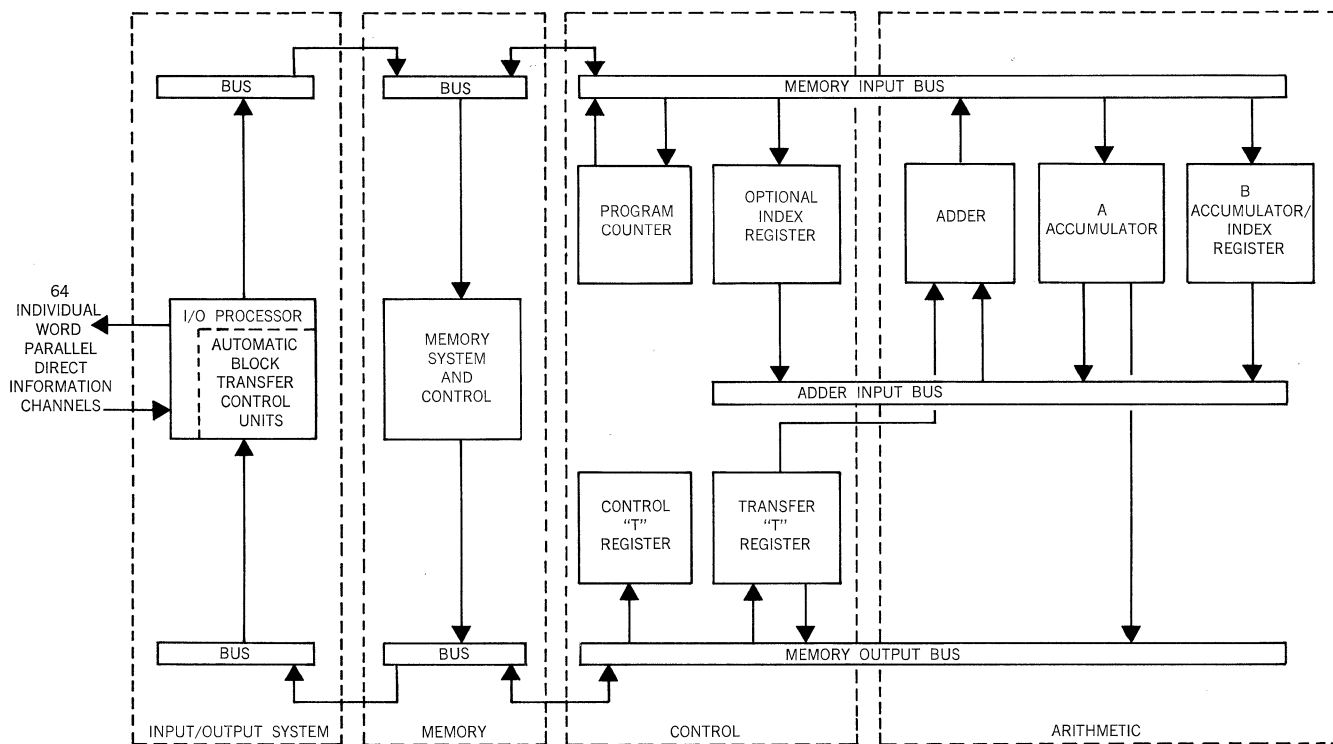 BUS
BUS
MEMORY INPUT BUS
PROGRAM
COUNTER
OPTIONAL
INDEX
REGISTER
ADDER
A
ACCUMULATOR
B
ACCUMULATOR/
INDEX
REGISTER
64
INDIVIDUAL
WORD
PARALLEL
DIRECT
INFORMATION
CHANNELS
I/O PROCESSOR
AUTOMATIC
BLOCK
TRANSFER
CONTROL
UNITS
MEMORY
SYSTEM
AND
CONTROL
ADDER INPUT BUS
CONTROL
“T”
REGISTER
TRANSFER
“T”
REGISTER
BUS
BUS
MEMORY OUTPUT BUS
INPUT/OUTPUT SYSTEM
MEMORY
CONTROL
ARITHMETIC